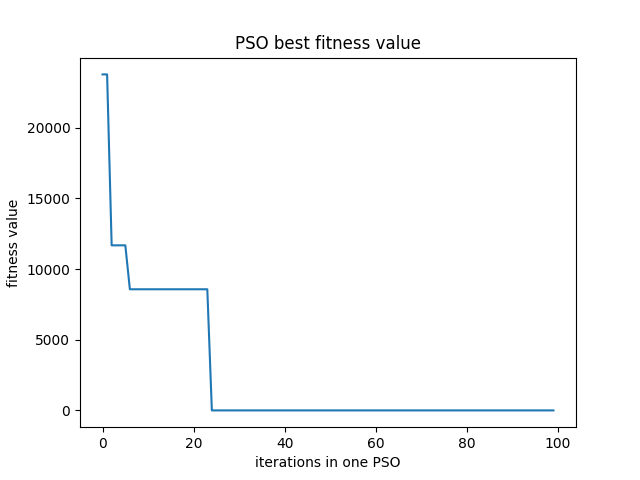 PSO best fitness value
20000
15000
10000
5000
0
fitness value
0 20 40 60 80 100
iterations in one PSO